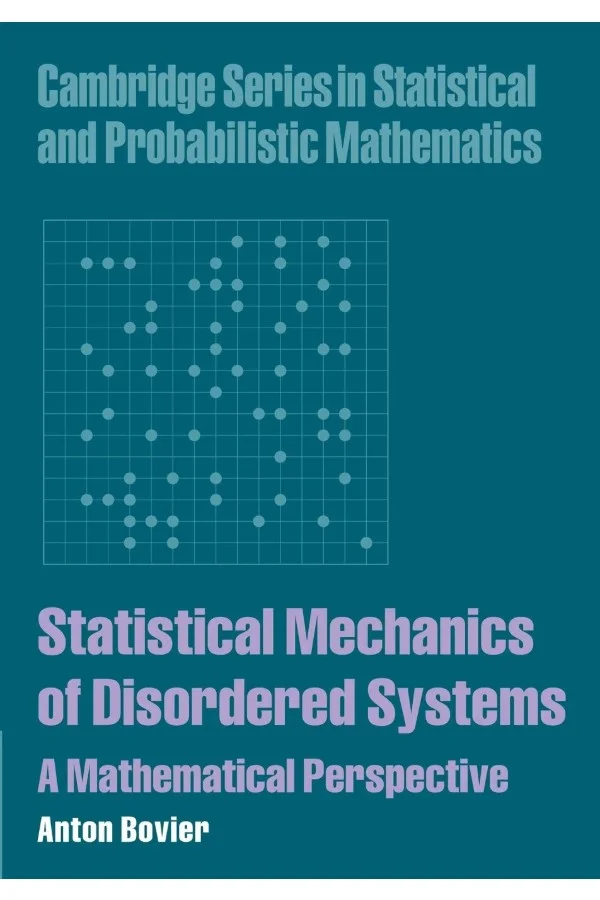 Cambridge Series in Statistical
and Probabilistic Mathematics
Statistical Mechanics
of Disordered Systems
A Mathematical Perspective
Anton Bovier